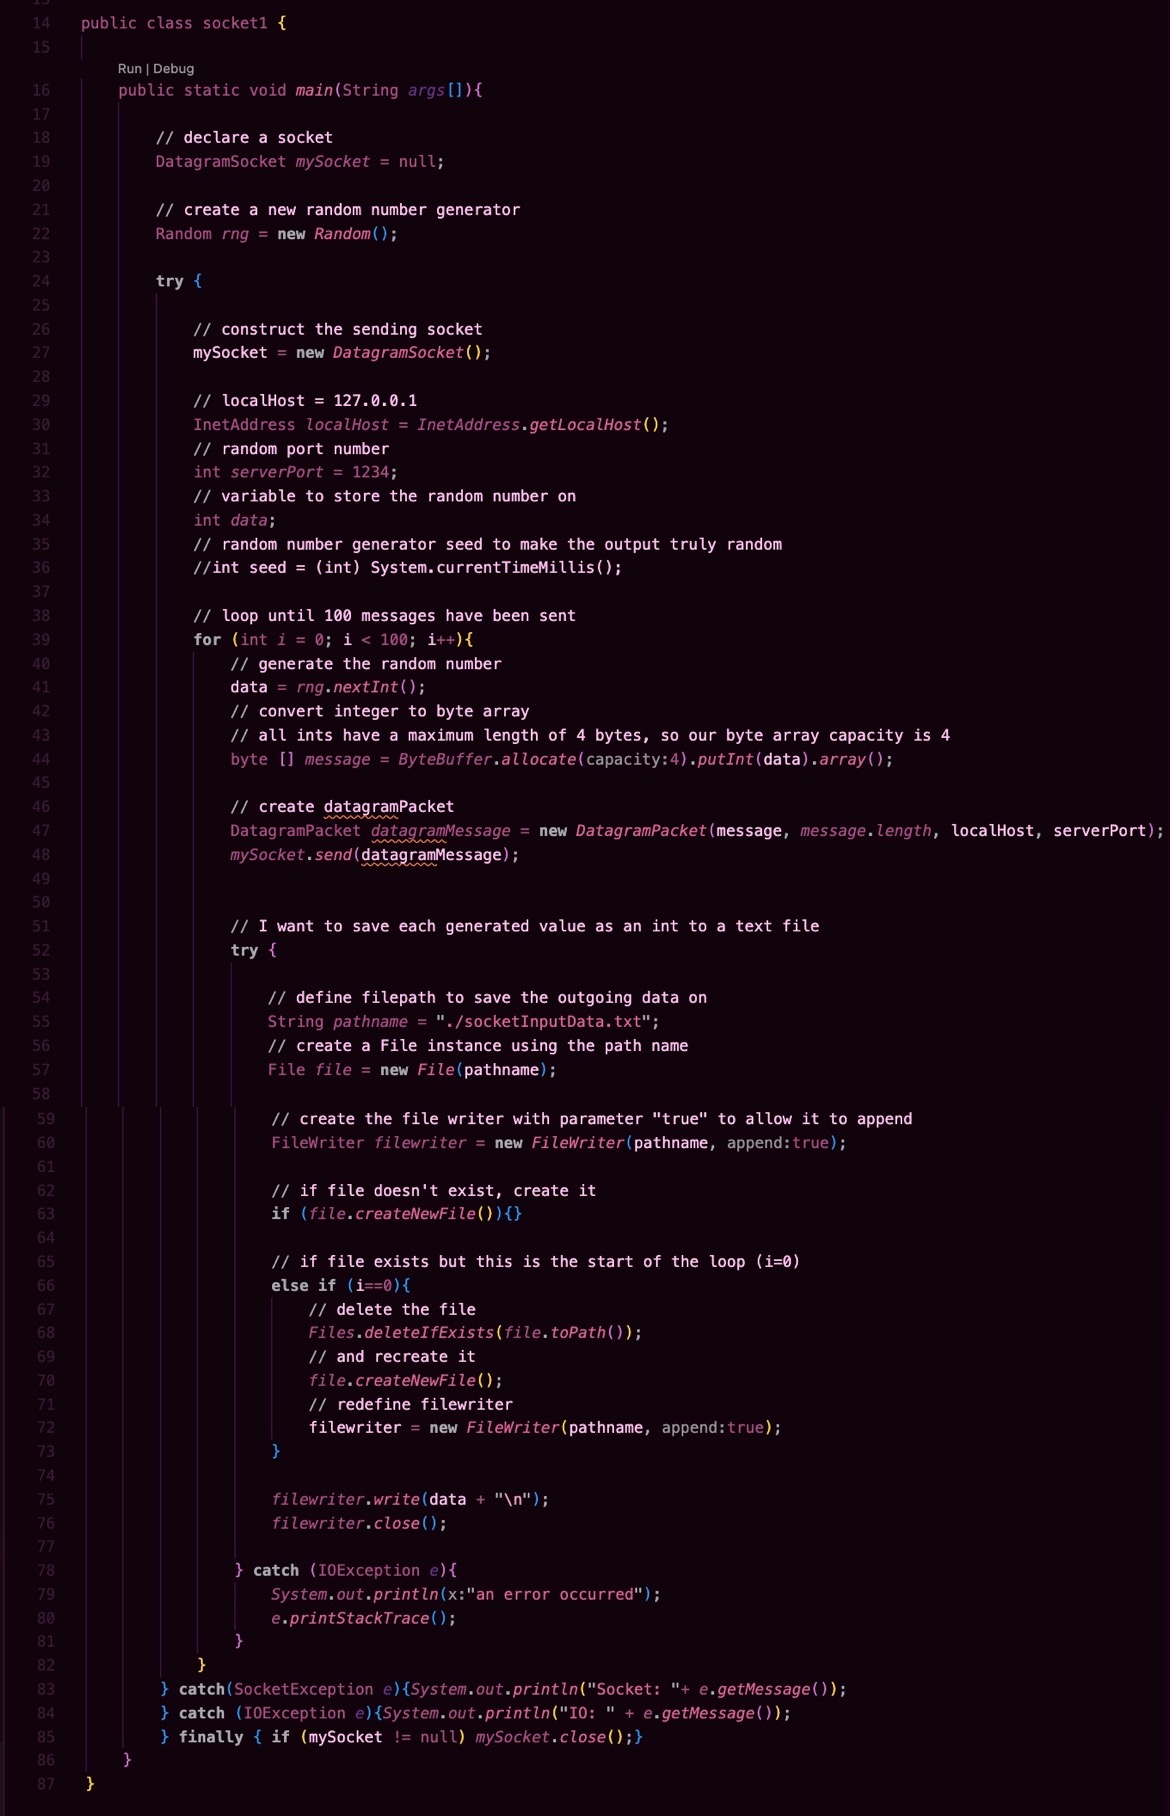 14 public class socket1 {
15
Run | Debug
16 public static void main(String args[]){
17
18 // declare a socket
19 DatagramSocket mySocket = null;
20
21 // create a new random number generator
22 Random rng = new Random();
23
24 try {
25
26 // construct the sending socket
27 mySocket = new DatagramSocket();
28
29 // localHost = 127.0.0.1
30 InetAddress localHost = InetAddress.getLocalHost();
31 // random port number
32 int serverPort = 1234;
33 // variable to store the random number on
34 int data;
35 // random number generator seed to make the output truly random
36 //int seed = (int) System.currentTimeMillis();
37
38 // loop until 100 messages have been sent
39 for (int i = 0; i < 100; i++){
40 // generate the random number
41 data = rng.nextInt();
42 // convert integer to byte array
43 // all ints have a maximum length of 4 bytes, so our byte array capacity is 4
44 byte [] message = ByteBuffer.allocate(capacity:4).putInt(data).array();
45
46 // create datagramPacket
47 DatagramPacket datagramMessage = new DatagramPacket(message, message.length, localHost, serverPort);
48 mySocket.send(datagramMessage);
49
50
51 // I want to save each generated value as an int to a text file
52 try {
53
54 // define filepath to save the outgoing data on
55 String pathname = "./socketInputData.txt";
56 // create a File instance using the path name
57 File file = new File(pathname);
58
59 // create the file writer with parameter "true" to allow it to append
60 FileWriter filewriter = new FileWriter(pathname, append:true);
61
62 // if file doesn't exist, create it
63 if (file.createNewFile()){}
64
65 // if file exists but this is the start of the loop (i=0)
66 else if (i==0){
67 // delete the file
68 Files.deleteIfExists(file.toPath());
69 // and recreate it
70 file.createNewFile();
71 // redefine filewriter
72 filewriter = new FileWriter(pathname, append:true);
73 }
74
75 filewriter.write(data + "\n");
76 filewriter.close();
77
78 } catch (IOException e){
79 System.out.println(x:"an error occurred");
80 e.printStackTrace();
81 }
82 }
83 } catch(SocketException e){System.out.println("Socket: "+ e.getMessage());
84 } catch (IOException e){System.out.println("IO: " + e.getMessage());
85 } finally { if (mySocket != null) mySocket.close();}
86 }
87 }